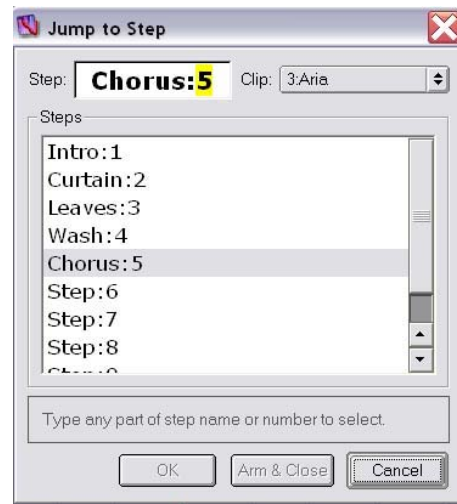 Jump to Step
Step: Chorus:5 Clip: 3:Aria
Steps
Intro:1
Curtain:2
Leaves:3
Wash:4
Chorus:5
Step:6
Step:7
Step:8
Type any part of step name or number to select.
OK Arm & Close Cancel